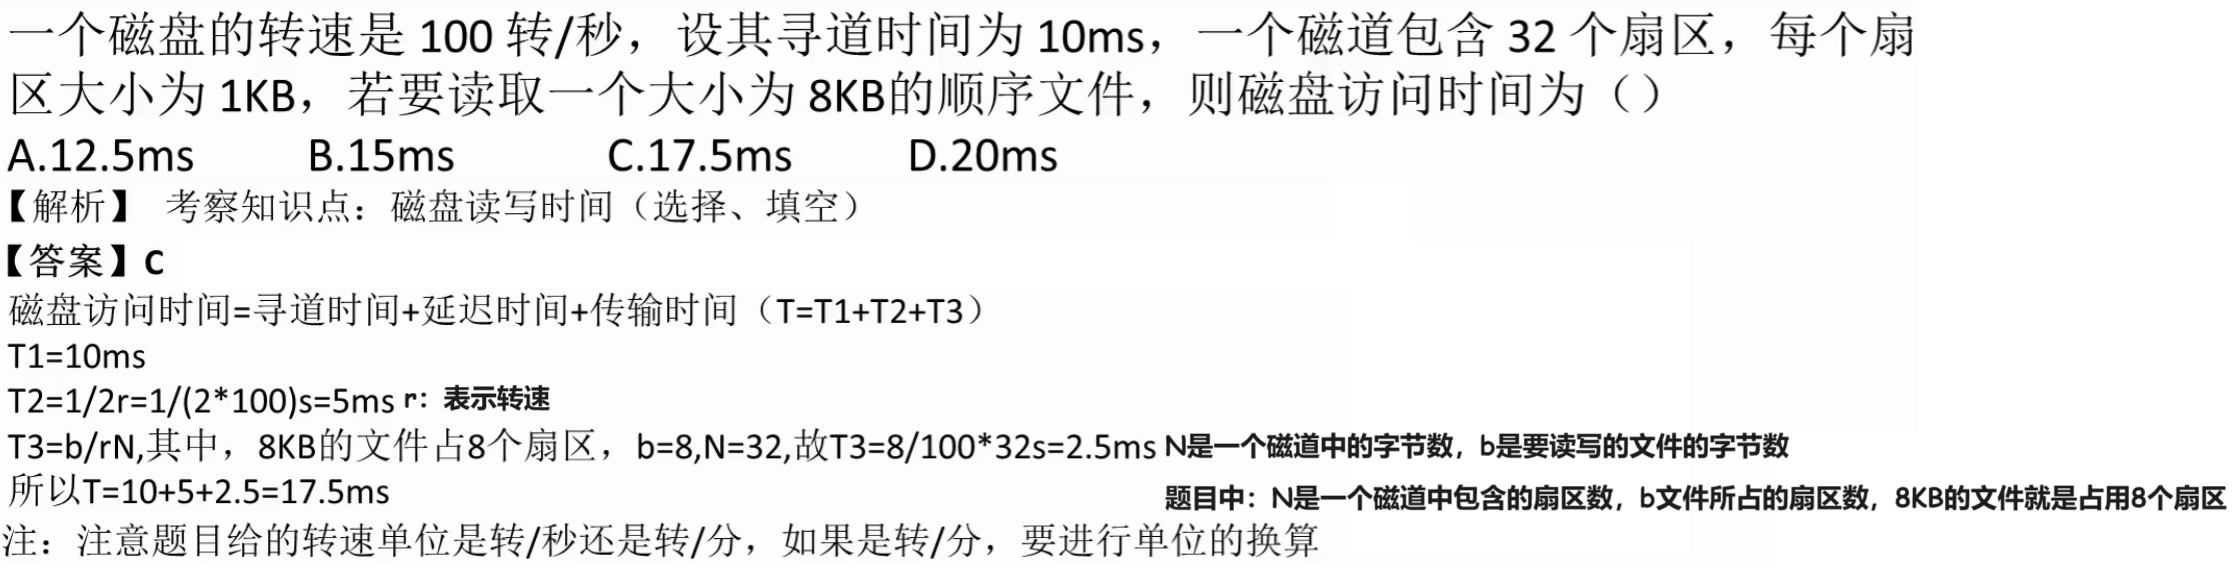 一个磁盘的转速是 100 转/秒，设其寻道时间为 10ms，一个磁道包含 32 个扇区，每个扇
区大小为 1KB，若要读取一个大小为 8KB的顺序文件，则磁盘访问时间为（）
A.12.5ms B.15ms C.17.5ms D.20ms
【解析】 考察知识点：磁盘读写时间（选择、填空）
【答案】C
磁盘访问时间=寻道时间+延迟时间+传输时间（T=T1+T2+T3）
T1=10ms
T2=1/2r=1/(2*100)s=5ms r：表示转速
T3=b/rN,其中，8KB的文件占8个扇区，b=8,N=32,故T3=8/100*32s=2.5ms N是一个磁道中的字节数，b是要读写的文件的字节数
所以T=10+5+2.5=17.5ms 题目中：N是一个磁道中包含的扇区数，b文件所占的扇区数，8KB的文件就是占用8个扇区
注：注意题目给的转速单位是转/秒还是转/分，如果是转/分，要进行单位的换算